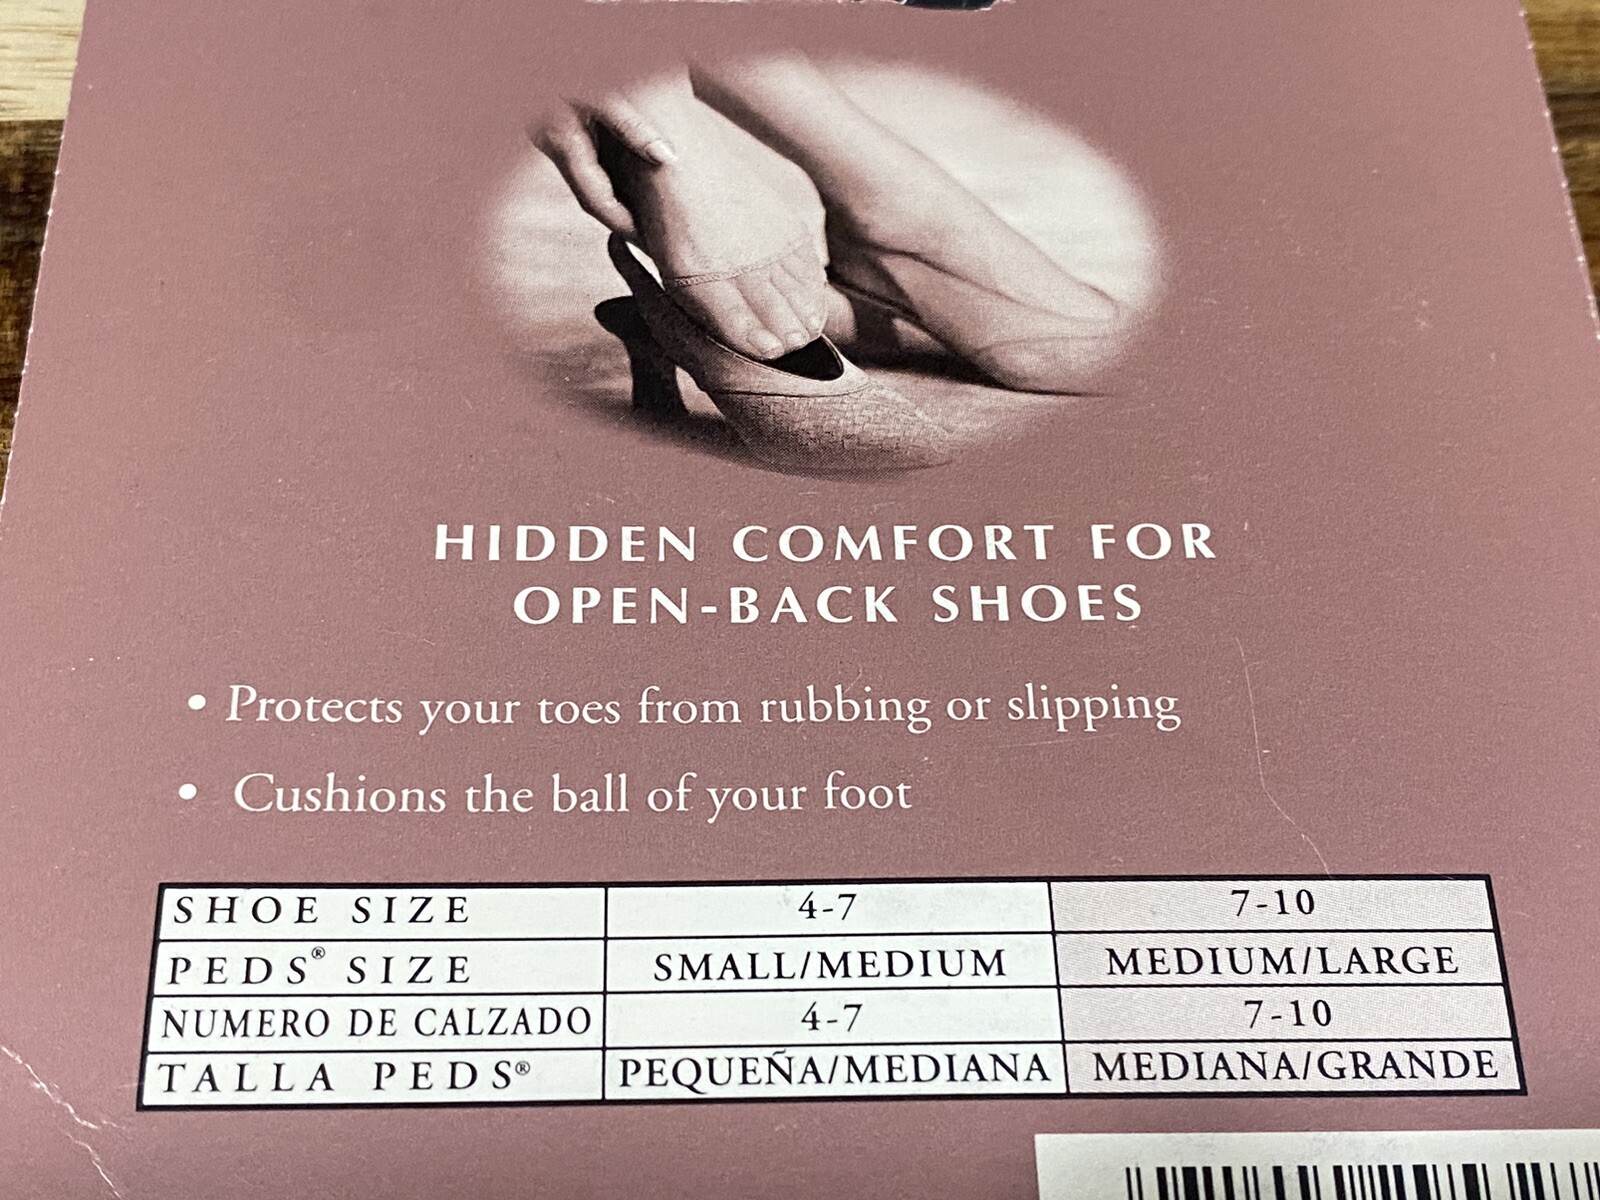 HIDDEN COMFORT FOR
OPEN-BACK SHOES
• Protects your toes from rubbing or slipping
• Cushions the ball of your foot
SHOE SIZE 4-7 7-10
PEDS® SIZE SMALL/MEDIUM MEDIUM/LARGE
NUMERO DE CALZADO 4-7 7-10
TALLA PEDS® PEQUEÑA/MEDIANA MEDIANA/GRANDE